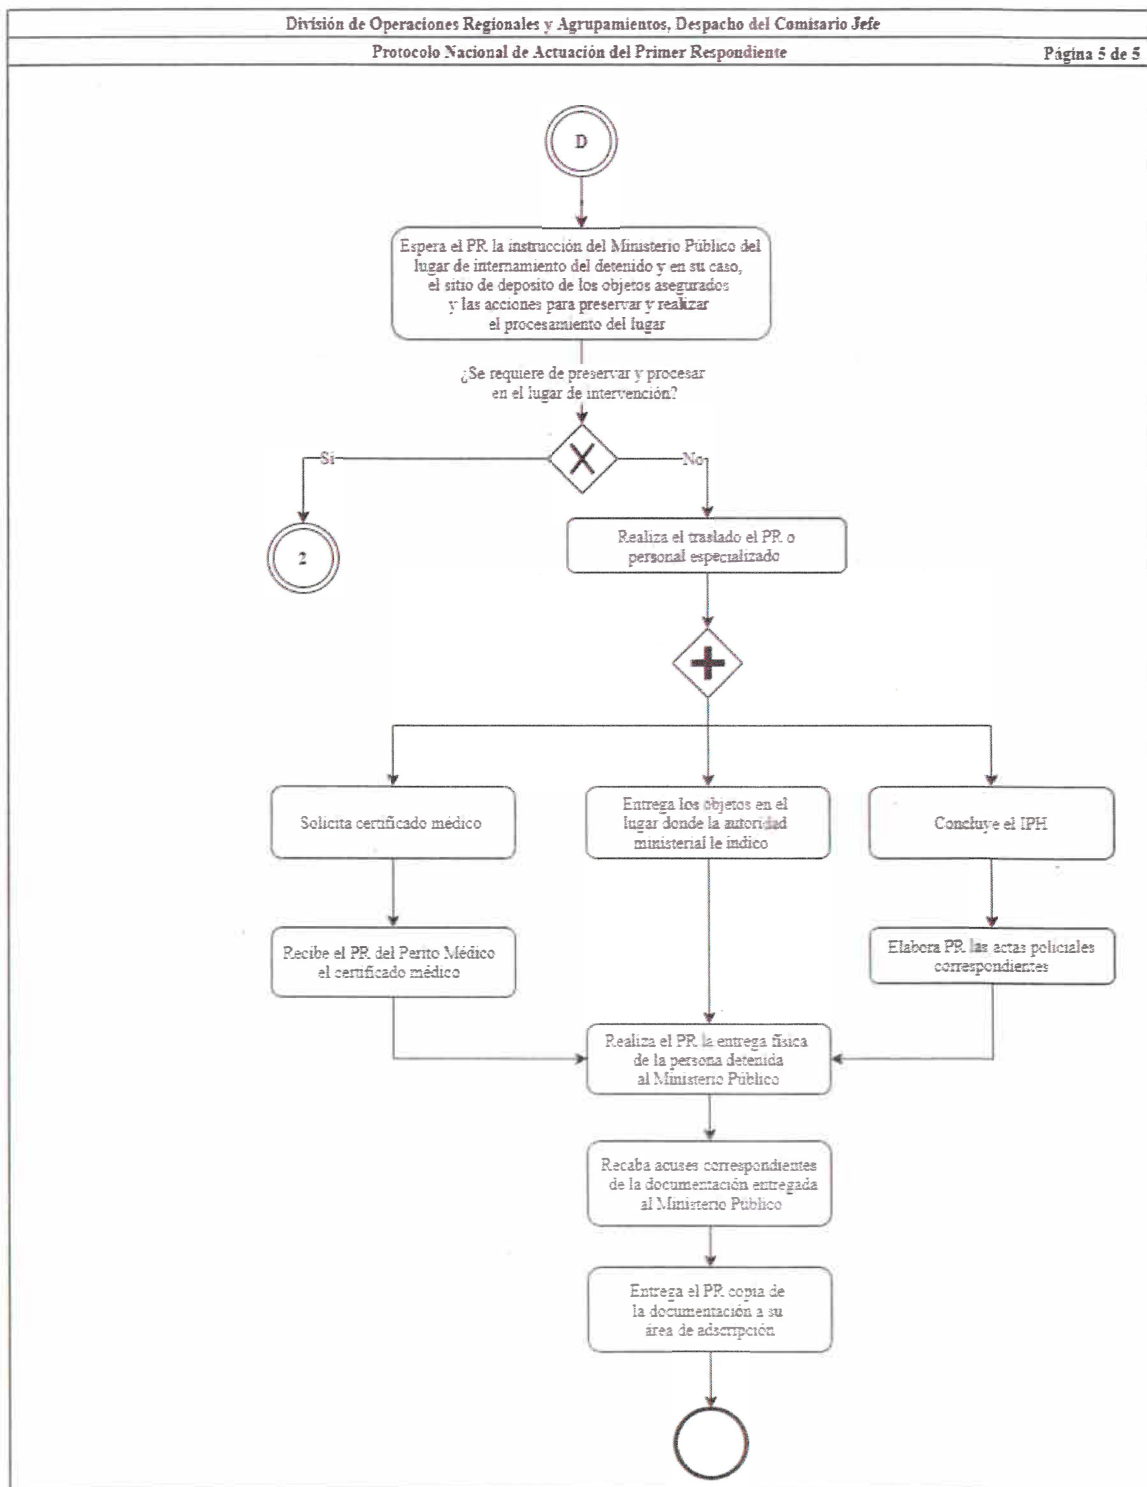 División de Operaciones Regionales y Agrupamientos, Despacho del Comisario Jefe
Protocolo Nacional de Actuación del Primer Respondiente
Página 5 de 5
D
Espera el PR la instrucción del Ministerio Público del
lugar de internamiento del detenido y en su caso,
el sitio de deposito de los objetos asegurados
y las acciones para preservar y realizar
el procesamiento del lugar
¿Se requiere de preservar y procesar
en el lugar de intervención?
Si
No
2
Realiza el traslado el PR o
personal especializado
Solicita certificado médico
Entrega los objetos en el
lugar donde la autoridad
ministerial le indico
Concluye el IPH
Recibe el PR del Perito Médico
el certificado médico
Elabora PR las actas policiales
correspondientes
Realiza el PR la entrega física
de la persona detenida
al Ministerio Público
Recaba acuses correspondientes
de la documentación entregada
al Ministerio Público
Entrega el PR copia de
la documentación a su
área de adscripción